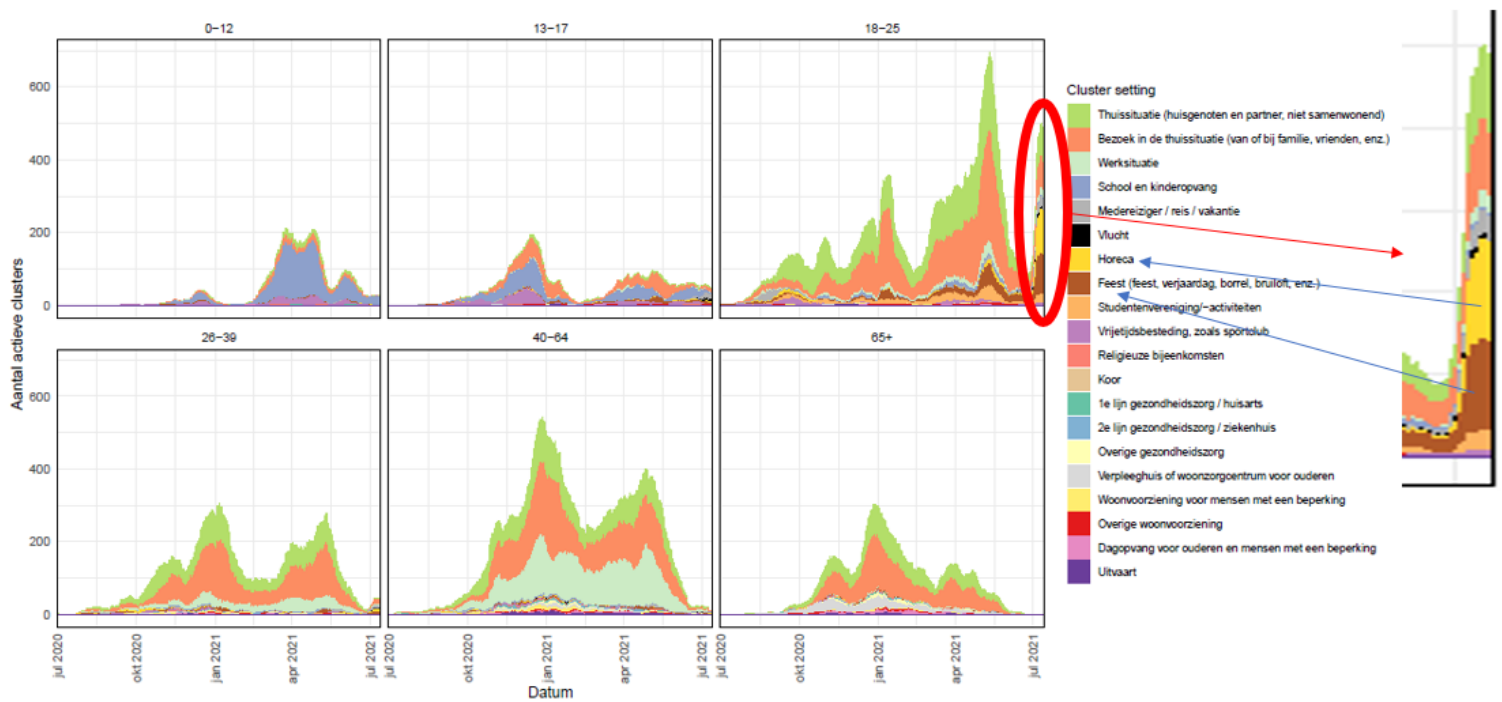 0−12
13−17
18−25
600
400
200
0
Aantal actieve clusters
26−39
40−64
65+
600
400
200
0
jul 2020
okt 2020
jan 2021
apr 2021
jul 2021
jul 2020
okt 2020
jan 2021
apr 2021
jul 2021
jul 2020
okt 2020
jan 2021
apr 2021
jul 2021
Datum
Cluster setting
Thuissituatie (huisgenoten en partner, niet samenwonend)
Bezoek in de thuissituatie (van of bij familie, vrienden, enz.)
Werksituatie
School en kinderopvang
Medereiziger / reis / vakantie
Vlucht
Horeca
Feest (feest, verjaardag, borrel, bruiloft, enz.)
Studentenvereniging/−activiteiten
Vrijetijdsbesteding, zoals sportclub
Religieuze bijeenkomsten
Koor
1e lijn gezondheidszorg / huisarts
2e lijn gezondheidszorg / ziekenhuis
Overige gezondheidszorg
Verpleeghuis of woonzorgcentrum voor ouderen
Woonvoorziening voor mensen met een beperking
Overige woonvoorziening
Dagopvang voor ouderen en mensen met een beperking
Uitvaart